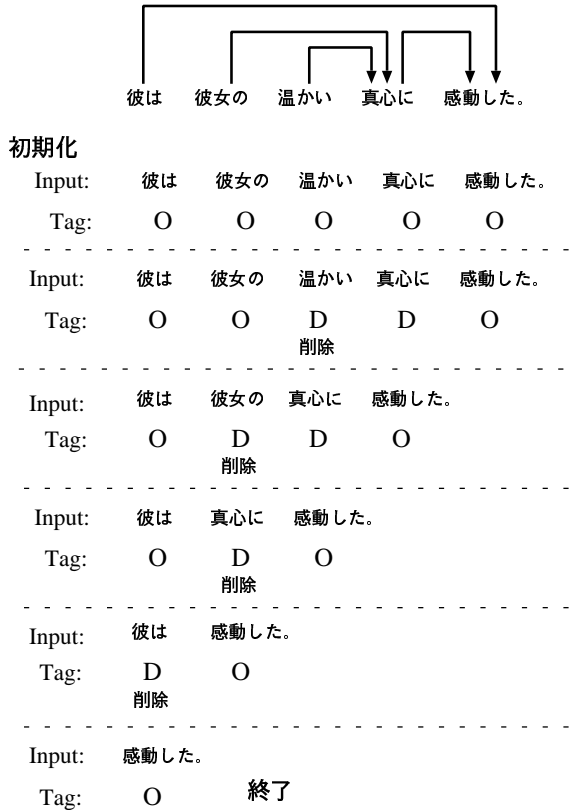 彼は 彼女の 温かい 真心に 感動した。
初期化
Input: 彼は 彼女の 温かい 真心に 感動した。
Tag: O O O O O
Input: 彼は 彼女の 温かい 真心に 感動した。
Tag: O O D D O
削除
Input: 彼は 彼女の 真心に 感動した。
Tag: O D D O
削除
Input: 彼は 真心に 感動した。
Tag: O D O
削除
Input: 彼は 感動した。
Tag: D O
削除
Input: 感動した。
Tag: O 終了